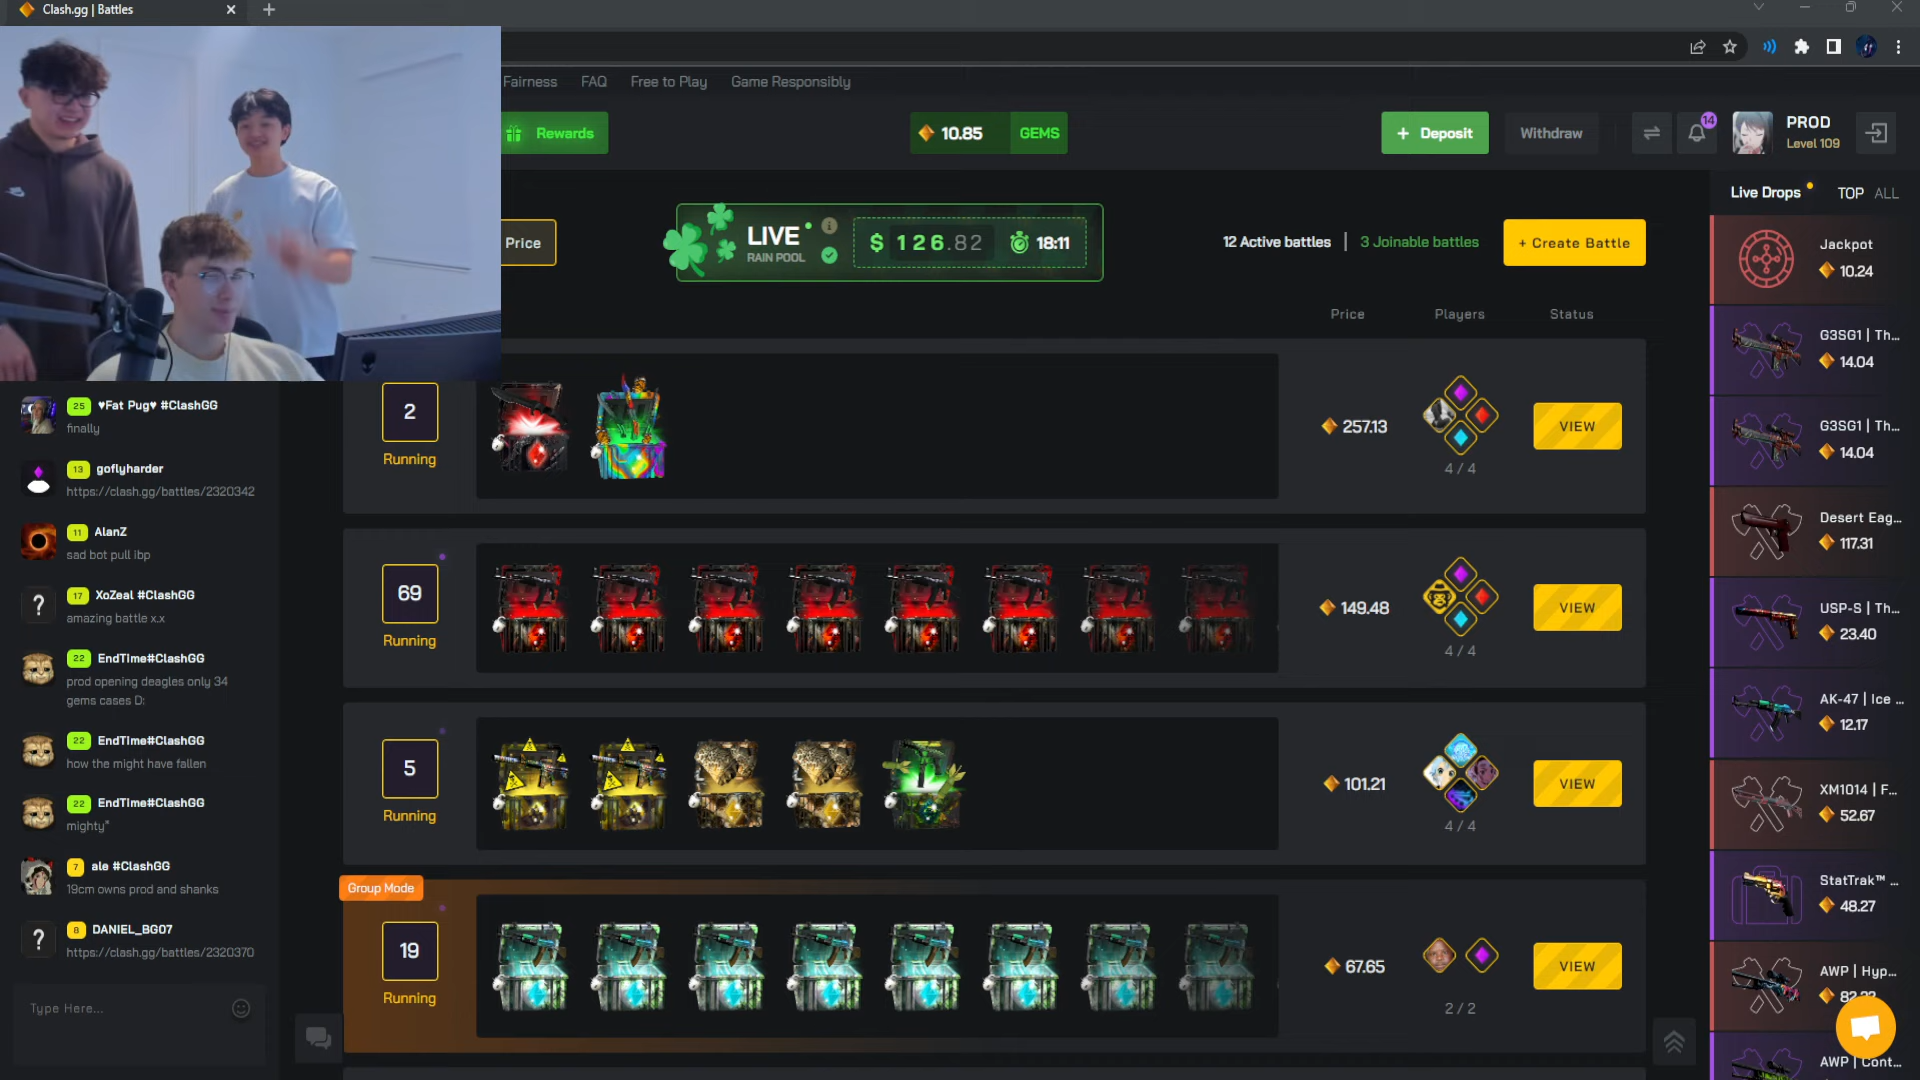 Clash.gg | Battles
Fairness FAQ Free to Play Game Responsibly
Rewards
10.85 GEMS
+ Deposit
Withdraw
14
PROD
Level 109
Price
LIVE
RAIN POOL
$ 126.82
18:11
12 Active battles | 3 Joinable battles
+ Create Battle
Live Drops TOP ALL
Price Players Status
2
Running
257.13
4 / 4
VIEW
69
Running
149.48
4 / 4
VIEW
5
Running
101.21
4 / 4
VIEW
Group Mode
19
Running
67.65
2 / 2
VIEW
25 ♥Fat Pug♥ #ClashGG
finally
13 goflyharder
https://clash.gg/battles/2320342
11 AlanZ
sad bot pull ibp
17 XoZeal #ClashGG
amazing battle x.x
22 EndTime#ClashGG
prod opening deagles only 34
gems cases D:
22 EndTime#ClashGG
how the might have fallen
22 EndTime#ClashGG
mighty"
7 ale #ClashGG
19cm owns prod and shanks
8 DANIEL_BG07
https://clash.gg/battles/2320370
Type Here...
Jackpot
10.24
G3SG1 | Th...
14.04
G3SG1 | Th...
14.04
Desert Eag...
117.31
USP-S | Th...
23.40
AK-47 | Ice ...
12.17
XM1014 | F...
52.67
StatTrak™ ...
48.27
AWP | Hyp...
AWP | Cont...